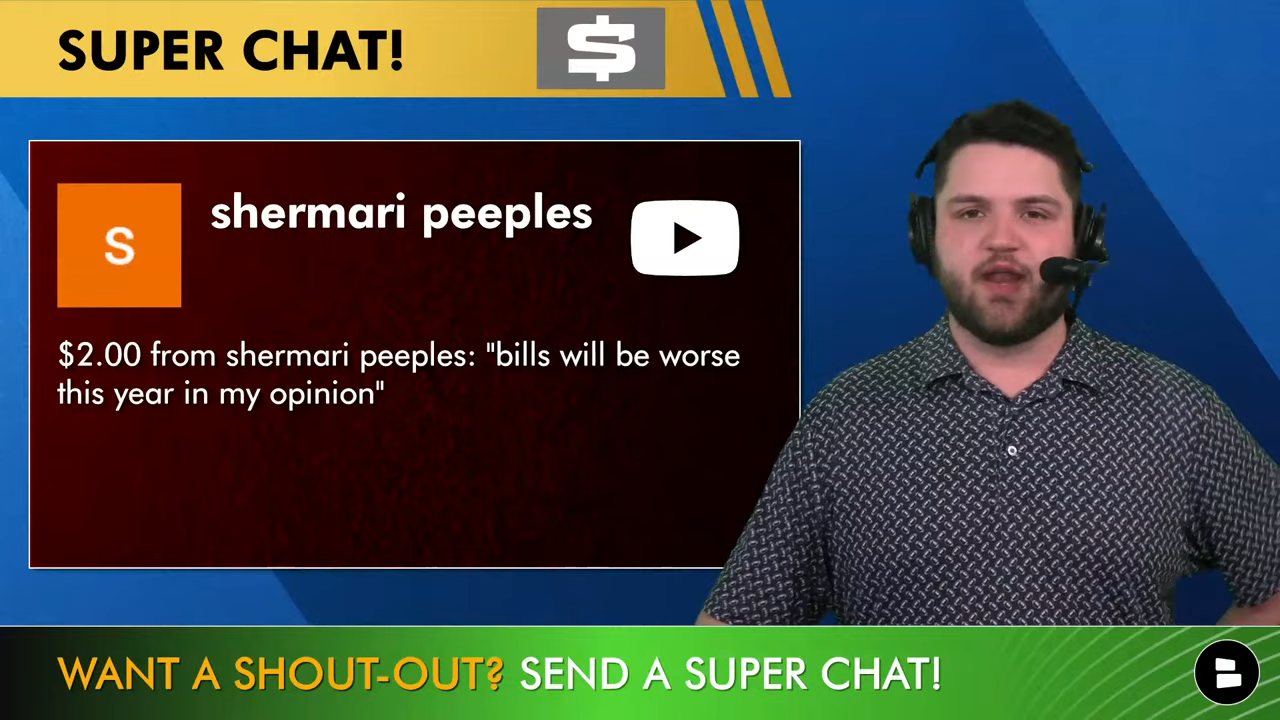 SUPER CHAT!
$
S
shermari peeples
$2.00 from shermari peeples: "bills will be worse
this year in my opinion"
WANT A SHOUT-OUT? SEND A SUPER CHAT!